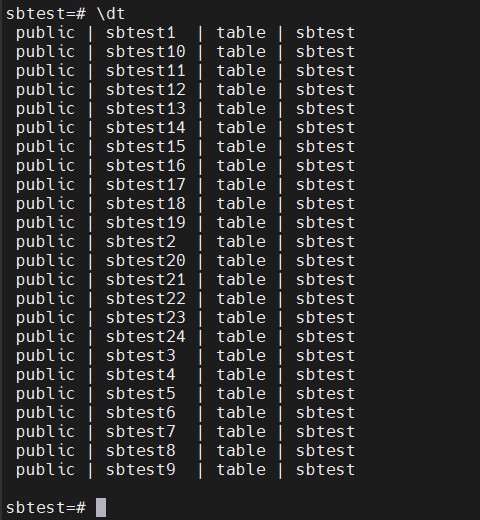 sbtest=# \dt
public | sbtest1 | table | sbtest
public | sbtest10 | table | sbtest
public | sbtest11 | table | sbtest
public | sbtest12 | table | sbtest
public | sbtest13 | table | sbtest
public | sbtest14 | table | sbtest
public | sbtest15 | table | sbtest
public | sbtest16 | table | sbtest
public | sbtest17 | table | sbtest
public | sbtest18 | table | sbtest
public | sbtest19 | table | sbtest
public | sbtest2 | table | sbtest
public | sbtest20 | table | sbtest
public | sbtest21 | table | sbtest
public | sbtest22 | table | sbtest
public | sbtest23 | table | sbtest
public | sbtest24 | table | sbtest
public | sbtest3 | table | sbtest
public | sbtest4 | table | sbtest
public | sbtest5 | table | sbtest
public | sbtest6 | table | sbtest
public | sbtest7 | table | sbtest
public | sbtest8 | table | sbtest
public | sbtest9 | table | sbtest
sbtest=#